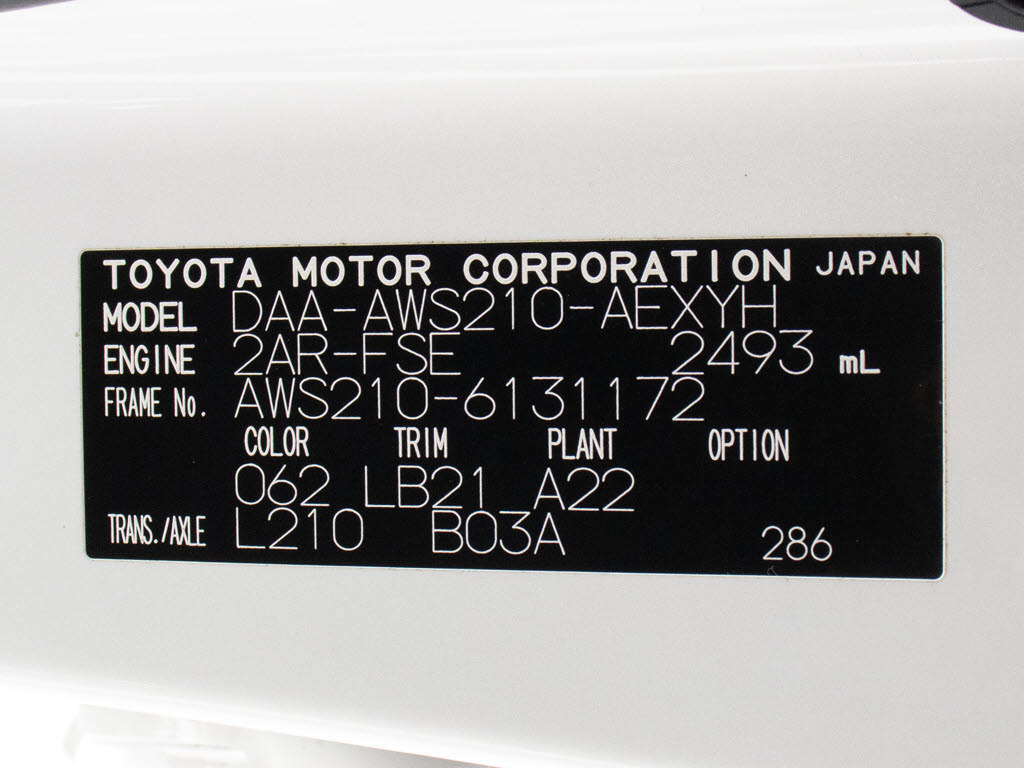 TOYOTA MOTOR CORPORATION JAPAN
MODEL DAA-AWS210-AEXYH
ENGINE 2AR-FSE 2493 mL
FRAME No. AWS210-6131172
COLOR TRIM PLANT OPTION
062 LB21 A22
TRANS./AXLE L210 B03A 286